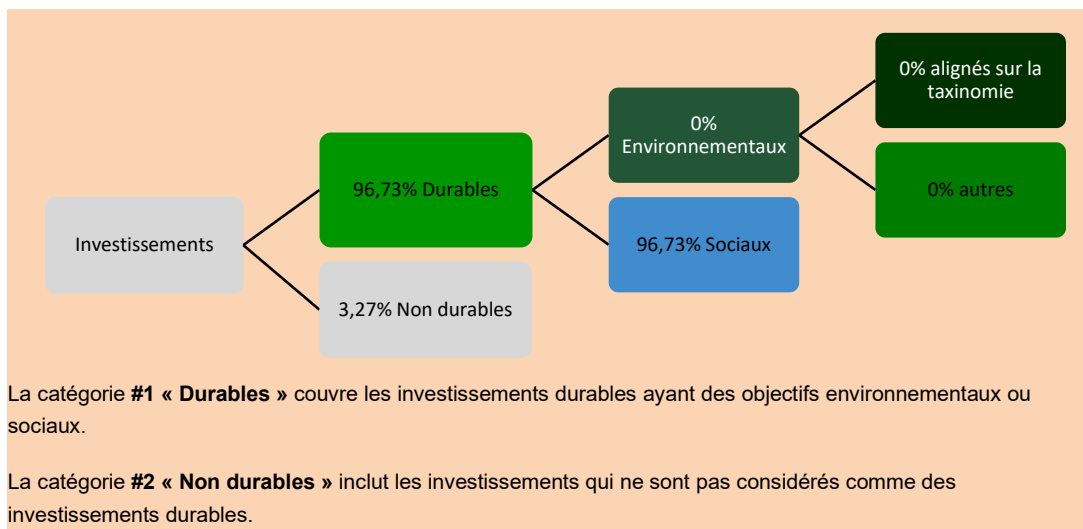 Investissements
96,73% Durables
3,27% Non durables
0%
Environnementaux
96,73% Sociaux
0% alignés sur la
taxinomie
0% autres
La catégorie #1 « Durables » couvre les investissements durables ayant des objectifs environnementaux ou
sociaux.
La catégorie #2 « Non durables » inclut les investissements qui ne sont pas considérés comme des
investissements durables.